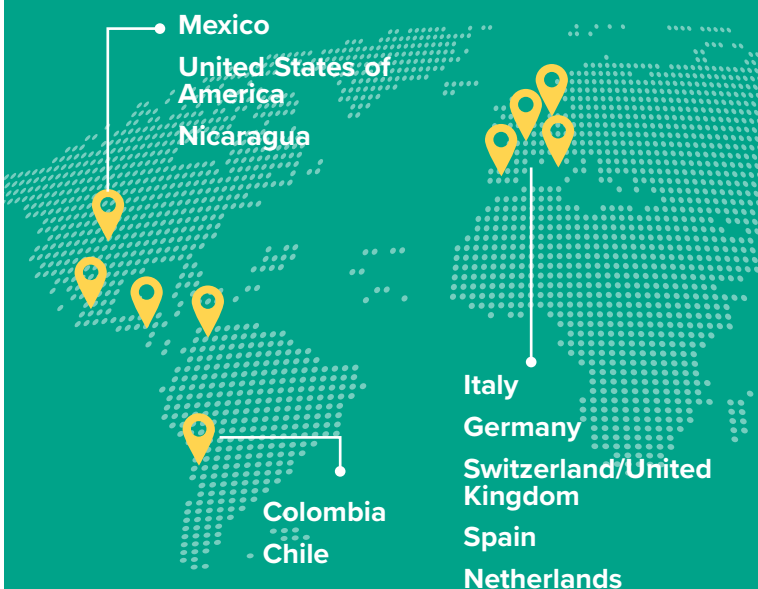 Mexico
United States of
America
Nicaragua
Colombia
Chile
Italy
Germany
Switzerland/United
Kingdom
Spain
Netherlands